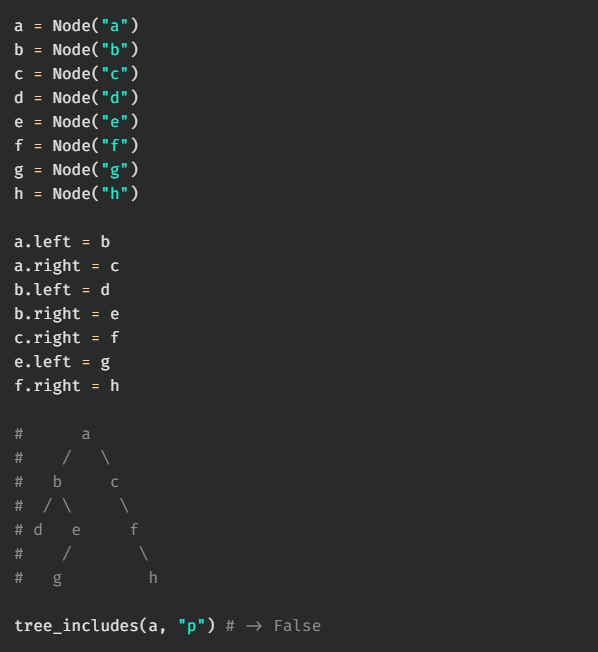 a = Node("a")
b = Node("b")
c = Node("c")
d = Node("d")
e = Node("e")
f = Node("f")
g = Node("g")
h = Node("h")

a.left = b
a.right = c
b.left = d
b.right = e
c.right = f
e.left = g
f.right = h

#      a
#    /   \
#   b     c
#  / \     \
# d   e     f
#    /       \
#   g         h

tree_includes(a, "p") # -> False